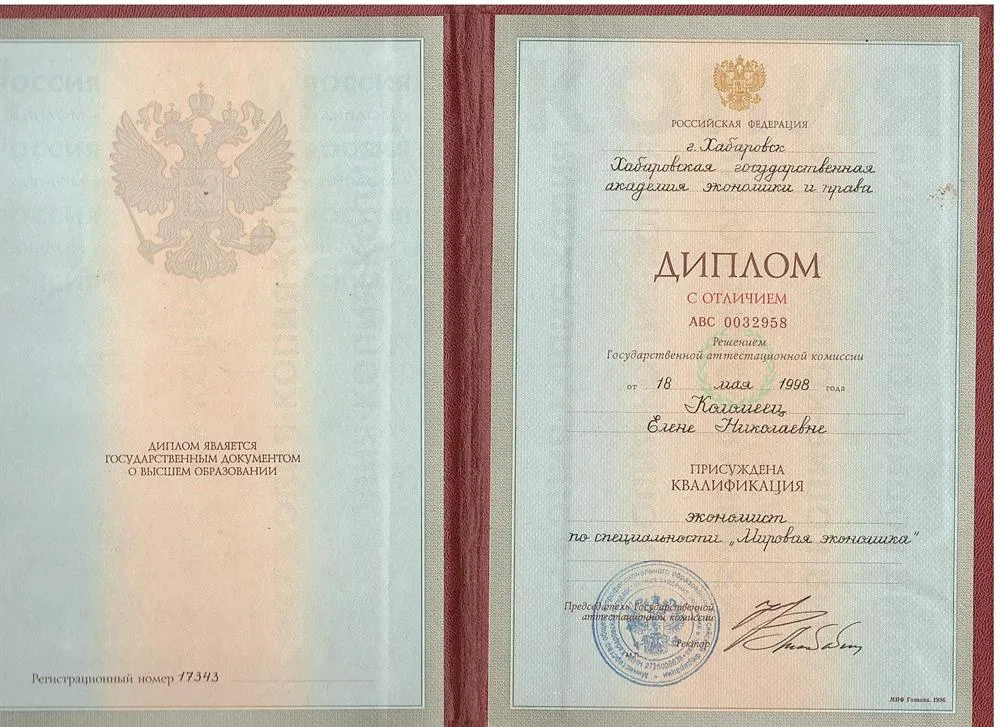 ДИПЛОМ ЯВЛЯЕТСЯ
ГОСУДАРСТВЕННЫМ ДОКУМЕНТОМ
О ВЫСШЕМ ОБРАЗОВАНИИ
Регистрационный номер 17343
РОССИЙСКАЯ ФЕДЕРАЦИЯ
г. Хабаровск
Хабаровская государственная
академия экономики и права
ДИПЛОМ
С ОТЛИЧИЕМ
АВС 0032958
Решением
Государственной аттестационной комиссии
от 18 мая 1998 года
Коломеец
Елене Николаевне
ПРИСУЖДЕНА
КВАЛИФИКАЦИЯ
экономист
по специальности „Мировая экономика"
Председатель Государственной
аттестационной комиссии
Ректор
МПФ Гознака. 1996.